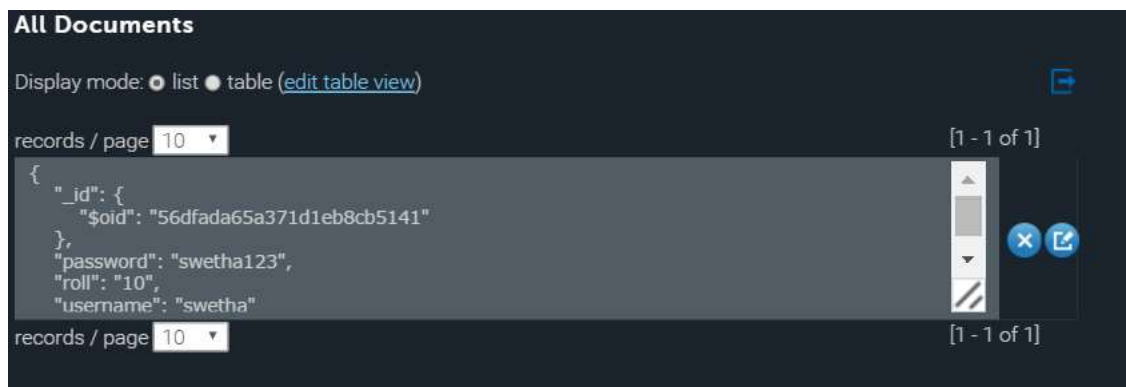 All Documents
Display mode: list table (edit table view)
records / page 10 [1 - 1 of 1]
{
"_id": {
"$oid": "56dfada65a371d1eb8cb5141"
},
"password": "swetha123",
"roll": "10",
"username": "swetha"
records / page 10 [1 - 1 of 1]